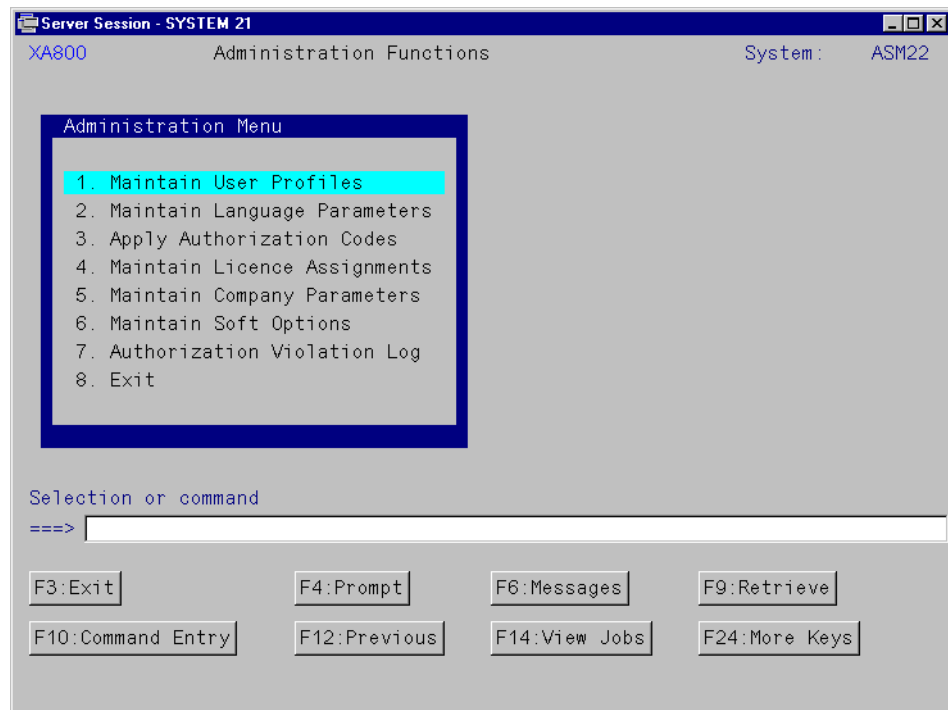 Server Session - SYSTEM 21
XA800 Administration Functions System: ASM22
Administration Menu
1. Maintain User Profiles
2. Maintain Language Parameters
3. Apply Authorization Codes
4. Maintain Licence Assignments
5. Maintain Company Parameters
6. Maintain Soft Options
7. Authorization Violation Log
8. Exit
Selection or command
===>
F3:Exit F4:Prompt F6:Messages F9:Retrieve
F10:Command Entry F12:Previous F14:View Jobs F24:More Keys